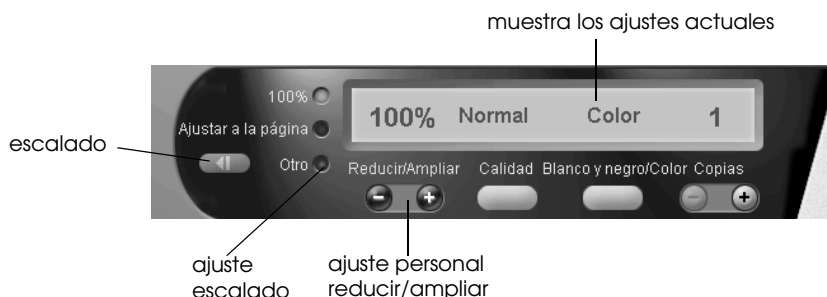 muestra los ajustes actuales
100%
Ajustar a la página
escalado
Otro
100% Normal Color 1
Reducir/Ampliar Calidad Blanco y negro/Color Copias
ajuste
escalado
ajuste personal
reducir/ampliar